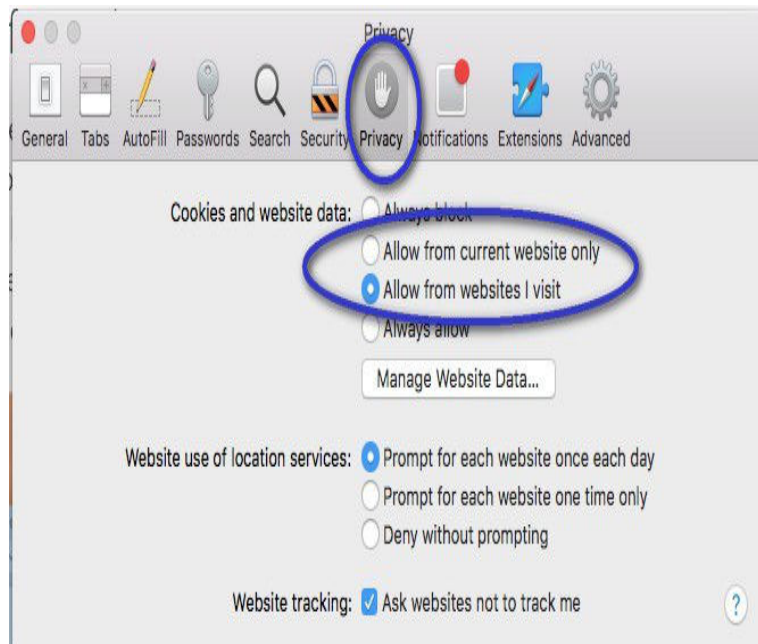 Privacy
General Tabs AutoFill Passwords Search Security Privacy Notifications Extensions Advanced
Cookies and website data: Always block
Allow from current website only
Allow from websites I visit
Always allow
Manage Website Data...
Website use of location services: Prompt for each website once each day
Prompt for each website one time only
Deny without prompting
Website tracking: Ask websites not to track me ?